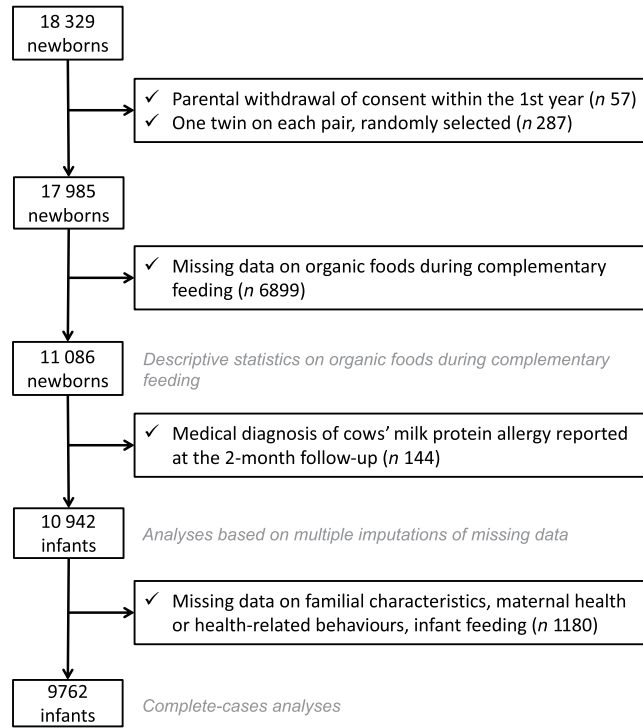 18 329
newborns
✓ Parental withdrawal of consent within the 1st year (n 57)
✓ One twin on each pair, randomly selected (n 287)
17 985
newborns
✓ Missing data on organic foods during complementary
feeding (n 6899)
11 086
newborns
Descriptive statistics on organic foods during complementary
feeding
✓ Medical diagnosis of cows’ milk protein allergy reported
at the 2-month follow-up (n 144)
10 942
infants
Analyses based on multiple imputations of missing data
✓ Missing data on familial characteristics, maternal health
or health-related behaviours, infant feeding (n 1180)
9762
infants
Complete-cases analyses